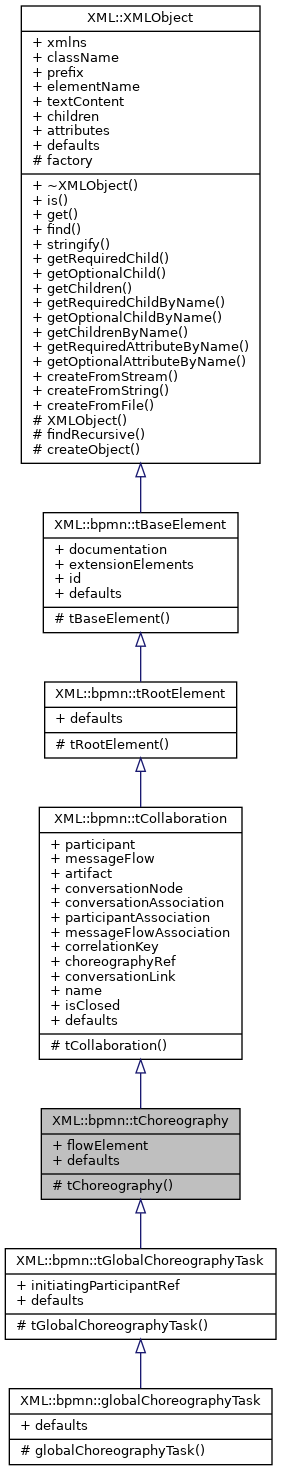 XML::XMLObject
+ xmlns
+ className
+ prefix
+ elementName
+ textContent
+ children
+ attributes
+ defaults
# factory
+ ~XMLObject()
+ is()
+ get()
+ find()
+ stringify()
+ getRequiredChild()
+ getOptionalChild()
+ getChildren()
+ getRequiredChildByName()
+ getOptionalChildByName()
+ getChildrenByName()
+ getRequiredAttributeByName()
+ getOptionalAttributeByName()
+ createFromStream()
+ createFromString()
+ createFromFile()
# XMLObject()
# findRecursive()
# createObject()
XML::bpmn::tBaseElement
+ documentation
+ extensionElements
+ id
+ defaults
# tBaseElement()
XML::bpmn::tRootElement
+ defaults
# tRootElement()
XML::bpmn::tCollaboration
+ participant
+ messageFlow
+ artifact
+ conversationNode
+ conversationAssociation
+ participantAssociation
+ messageFlowAssociation
+ correlationKey
+ choreographyRef
+ conversationLink
+ name
+ isClosed
+ defaults
# tCollaboration()
XML::bpmn::tChoreography
+ flowElement
+ defaults
# tChoreography()
XML::bpmn::tGlobalChoreographyTask
+ initiatingParticipantRef
+ defaults
# tGlobalChoreographyTask()
XML::bpmn::globalChoreographyTask
+ defaults
# globalChoreographyTask()